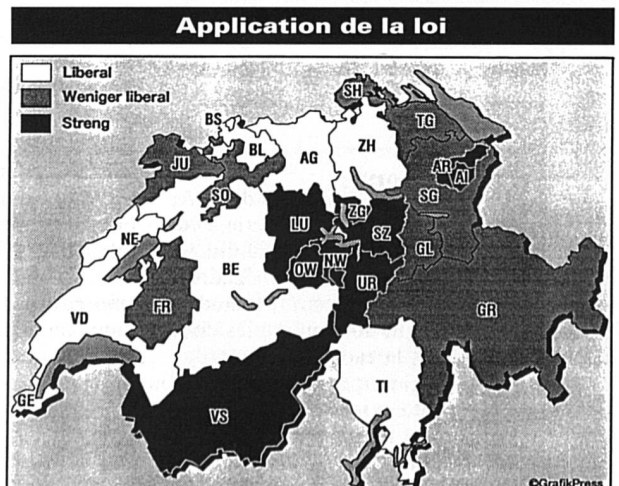 Application de la loi
Liberal
Weniger liberal
Streng
SH
BS
BL
TG
ZH
AG
JU
AR
AI
SO
SG
ZG
LU
SZ
NE
GL
BE
OW
NW
UR
FR
GR
VD
TI
GE
VS
©GrafikPress